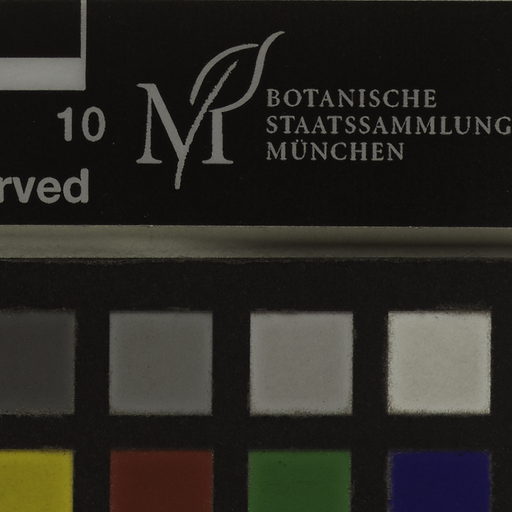 10
rved
M
BOTANISCHE
STAATSSAMMLUNG
MÜNCHEN